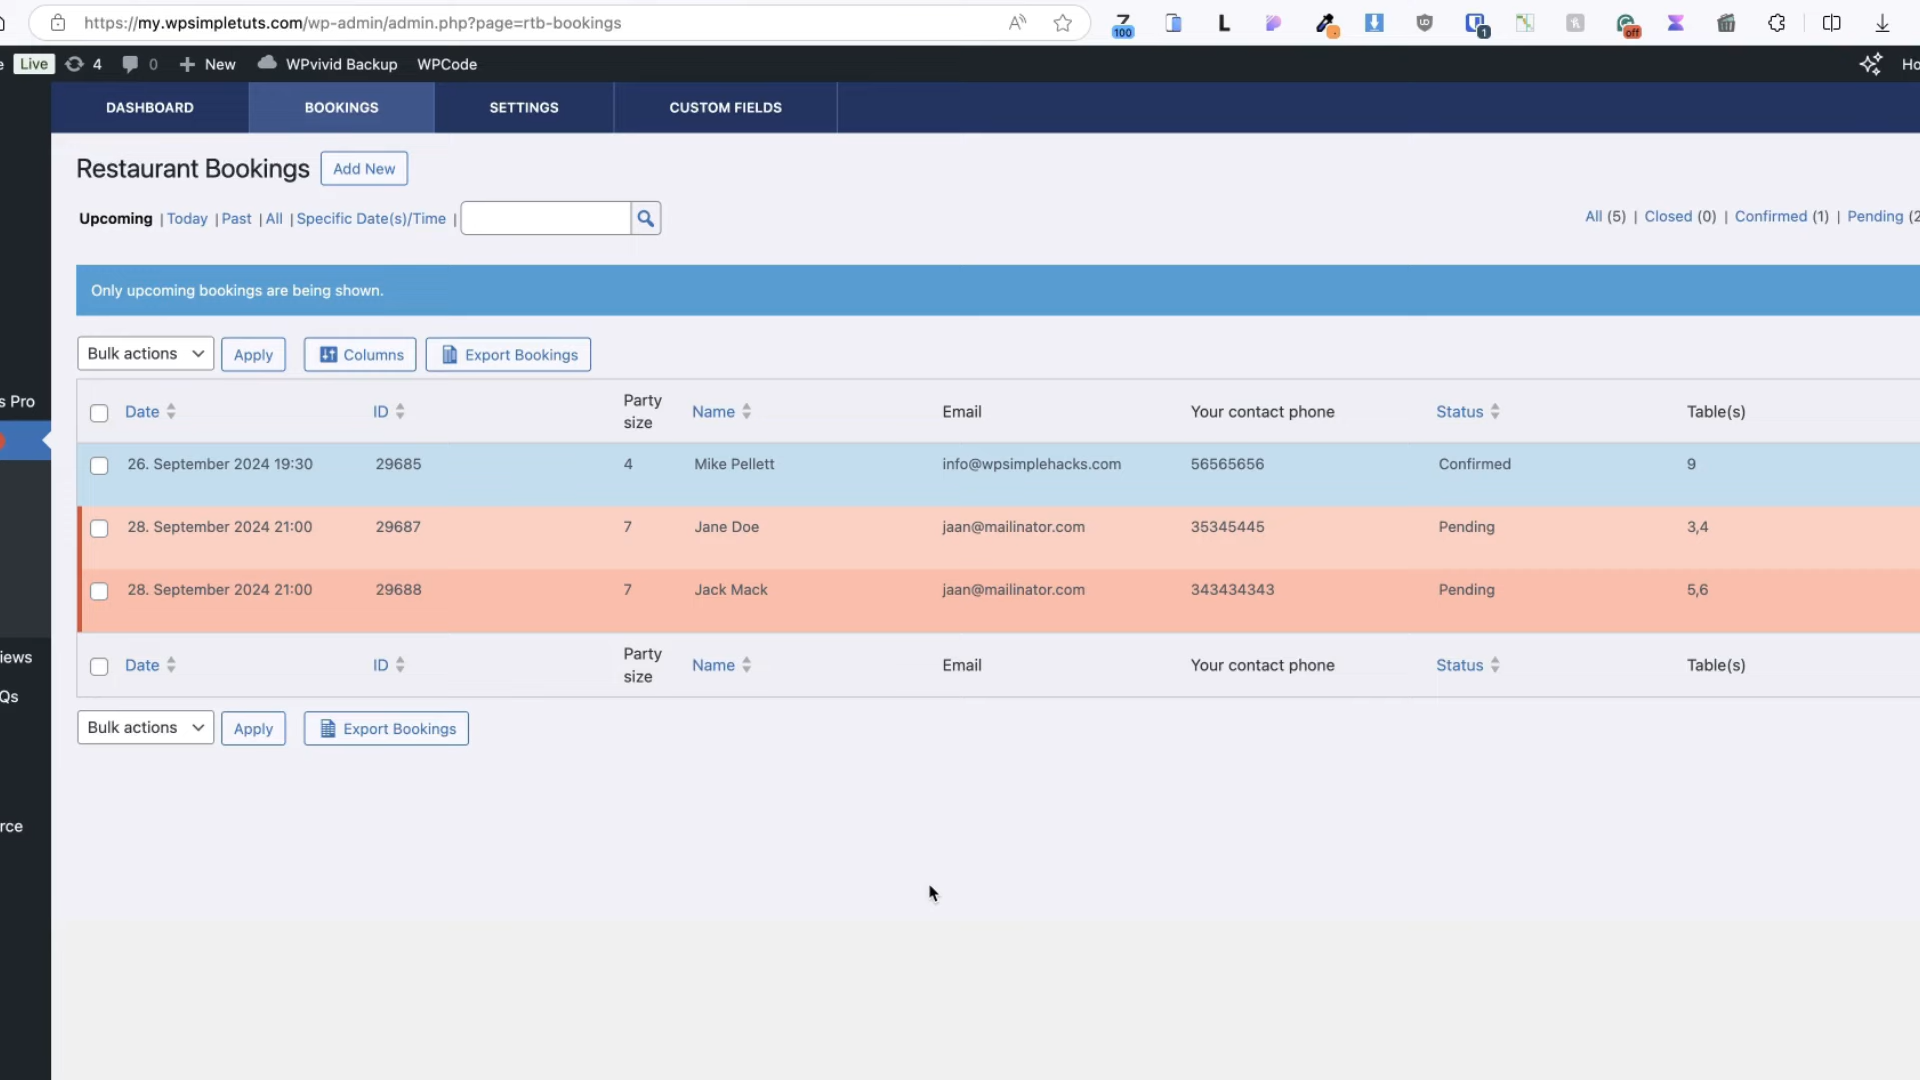 https://my.wpsimpletuts.com/wp-admin/admin.php?page=rtb-bookings
A
L
100
1
off
Live
4
0
New
WPvivid Backup
WPCode
Ho
DASHBOARD
BOOKINGS
SETTINGS
CUSTOM FIELDS
Restaurant Bookings
Add New
Upcoming | Today | Past | All | Specific Date(s)/Time |
All (5) | Closed (0) | Confirmed (1) | Pending (2
Only upcoming bookings are being shown.
Bulk actions
Apply
Columns
Export Bookings
s Pro
Date
ID
Party
size
Name
Email
Your contact phone
Status
Table(s)
26. September 2024 19:30 29685 4 Mike Pellett info@wpsimplehacks.com 56565656 Confirmed 9
28. September 2024 21:00 29687 7 Jane Doe jaan@mailinator.com 35345445 Pending 3,4
28. September 2024 21:00 29688 7 Jack Mack jaan@mailinator.com 343434343 Pending 5,6
iews
Date
ID
Party
size
Name
Email
Your contact phone
Status
Table(s)
Qs
Bulk actions
Apply
Export Bookings
rce